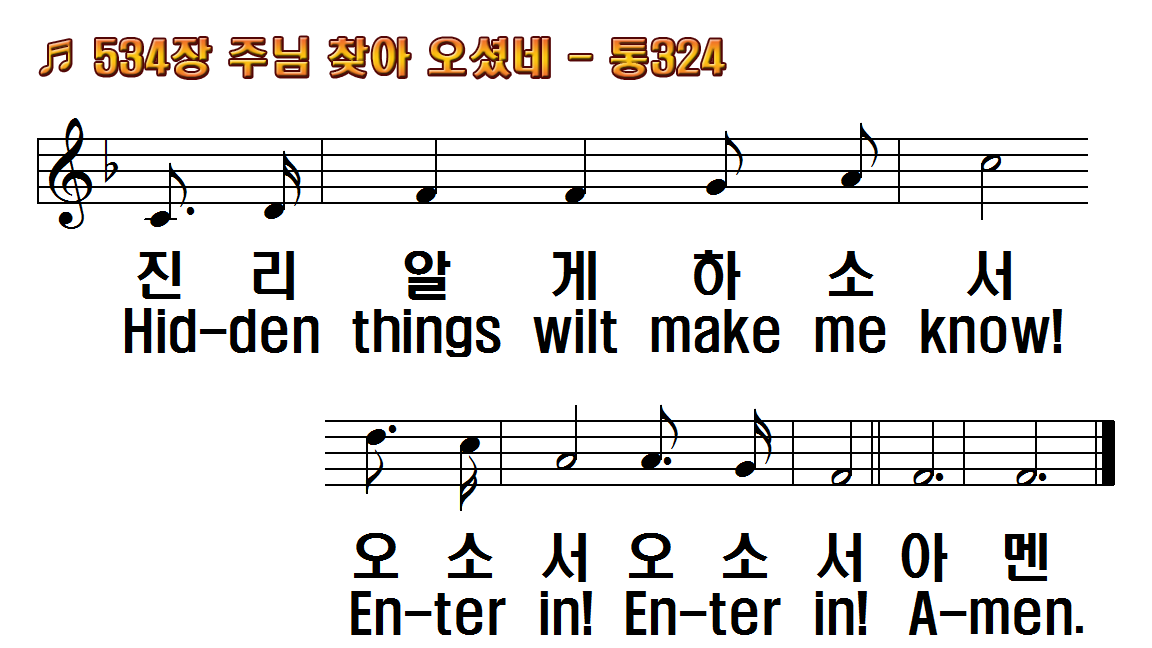 ♬ 534장 주님 찾아 오셨네 - 통324
진 리 알 게 하 소 서
Hid-den things wilt make me know!
오 소 서 오 소 서 아 멘
En-ter in! En-ter in! A-men.